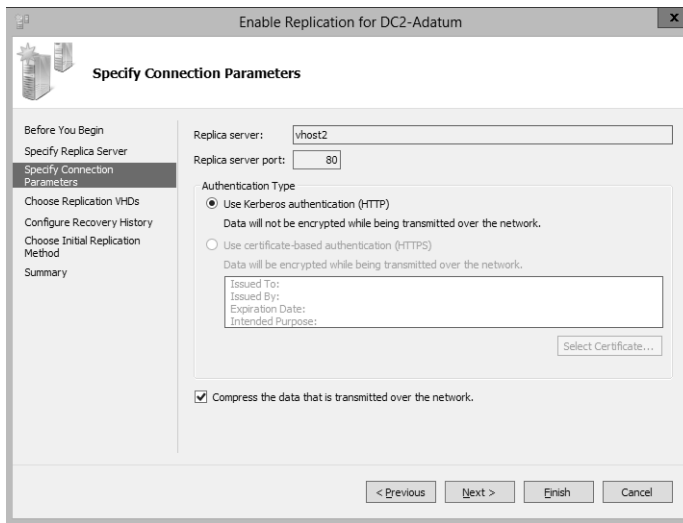 Enable Replication for DC2-Adatum
x
Specify Connection Parameters
Before You Begin
Specify Replica Server
Specify Connection
Parameters
Choose Replication VHDs
Configure Recovery History
Choose Initial Replication
Method
Summary
Replica server: vhost2
Replica server port: 80
Authentication Type
Use Kerberos authentication (HTTP)
Data will not be encrypted while being transmitted over the network.
Use certificate-based authentication (HTTPS)
Data will be encrypted while being transmitted over the network.
Issued To:
Issued By:
Expiration Date:
Intended Purpose:
Select Certificate...
Compress the data that is transmitted over the network.
< Previous Next > Finish Cancel